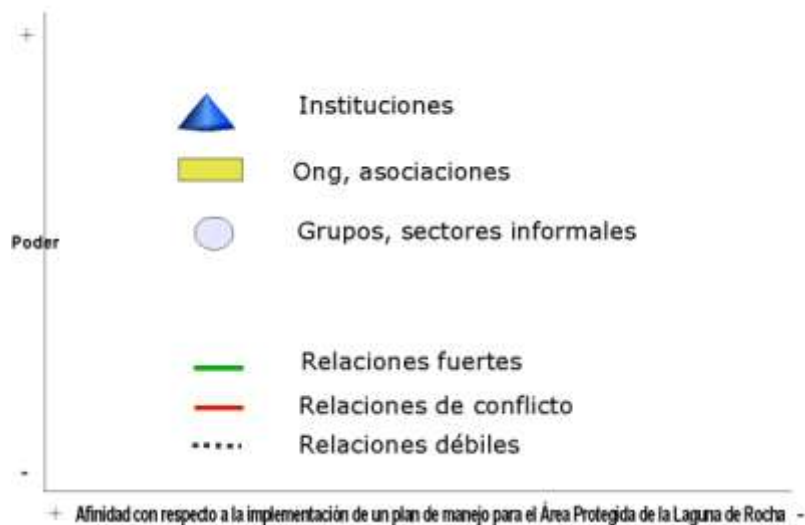 +
Instituciones
Ong, asociaciones
Grupos, sectores informales
Poder
Relaciones fuertes
Relaciones de conflicto
Relaciones débiles
-
+ Afinidad con respecto a la implementación de un plan de manejo para el Área Protegida de la Laguna de Rocha -